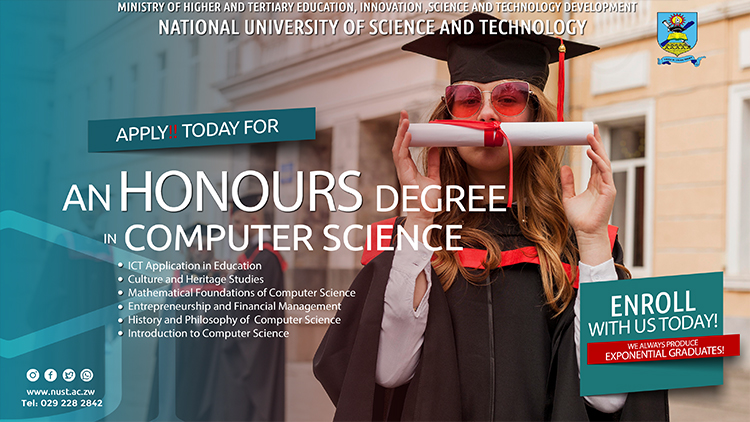 MINISTRY OF HIGHER AND TERTIARY EDUCATION, INNOVATION ,SCIENCE AND TECHNOLOGY DEVELOPMENT
NATIONAL UNIVERSITY OF SCIENCE AND TECHNOLOGY
APPLY!! TODAY FOR
AN HONOURS DEGREE
IN COMPUTER SCIENCE
• ICT Application in Education
• Culture and Heritage Studies
• Mathematical Foundations of Computer Science
• Entrepreneurship and Financial Management
• History and Philosophy of Computer Science
• Introduction to Computer Science
ENROLL
WITH US TODAY!
WE ALWAYS PRODUCE
EXPONENTIAL GRADUATES!
www.nust.ac.zw
Tel: 029 228 2842